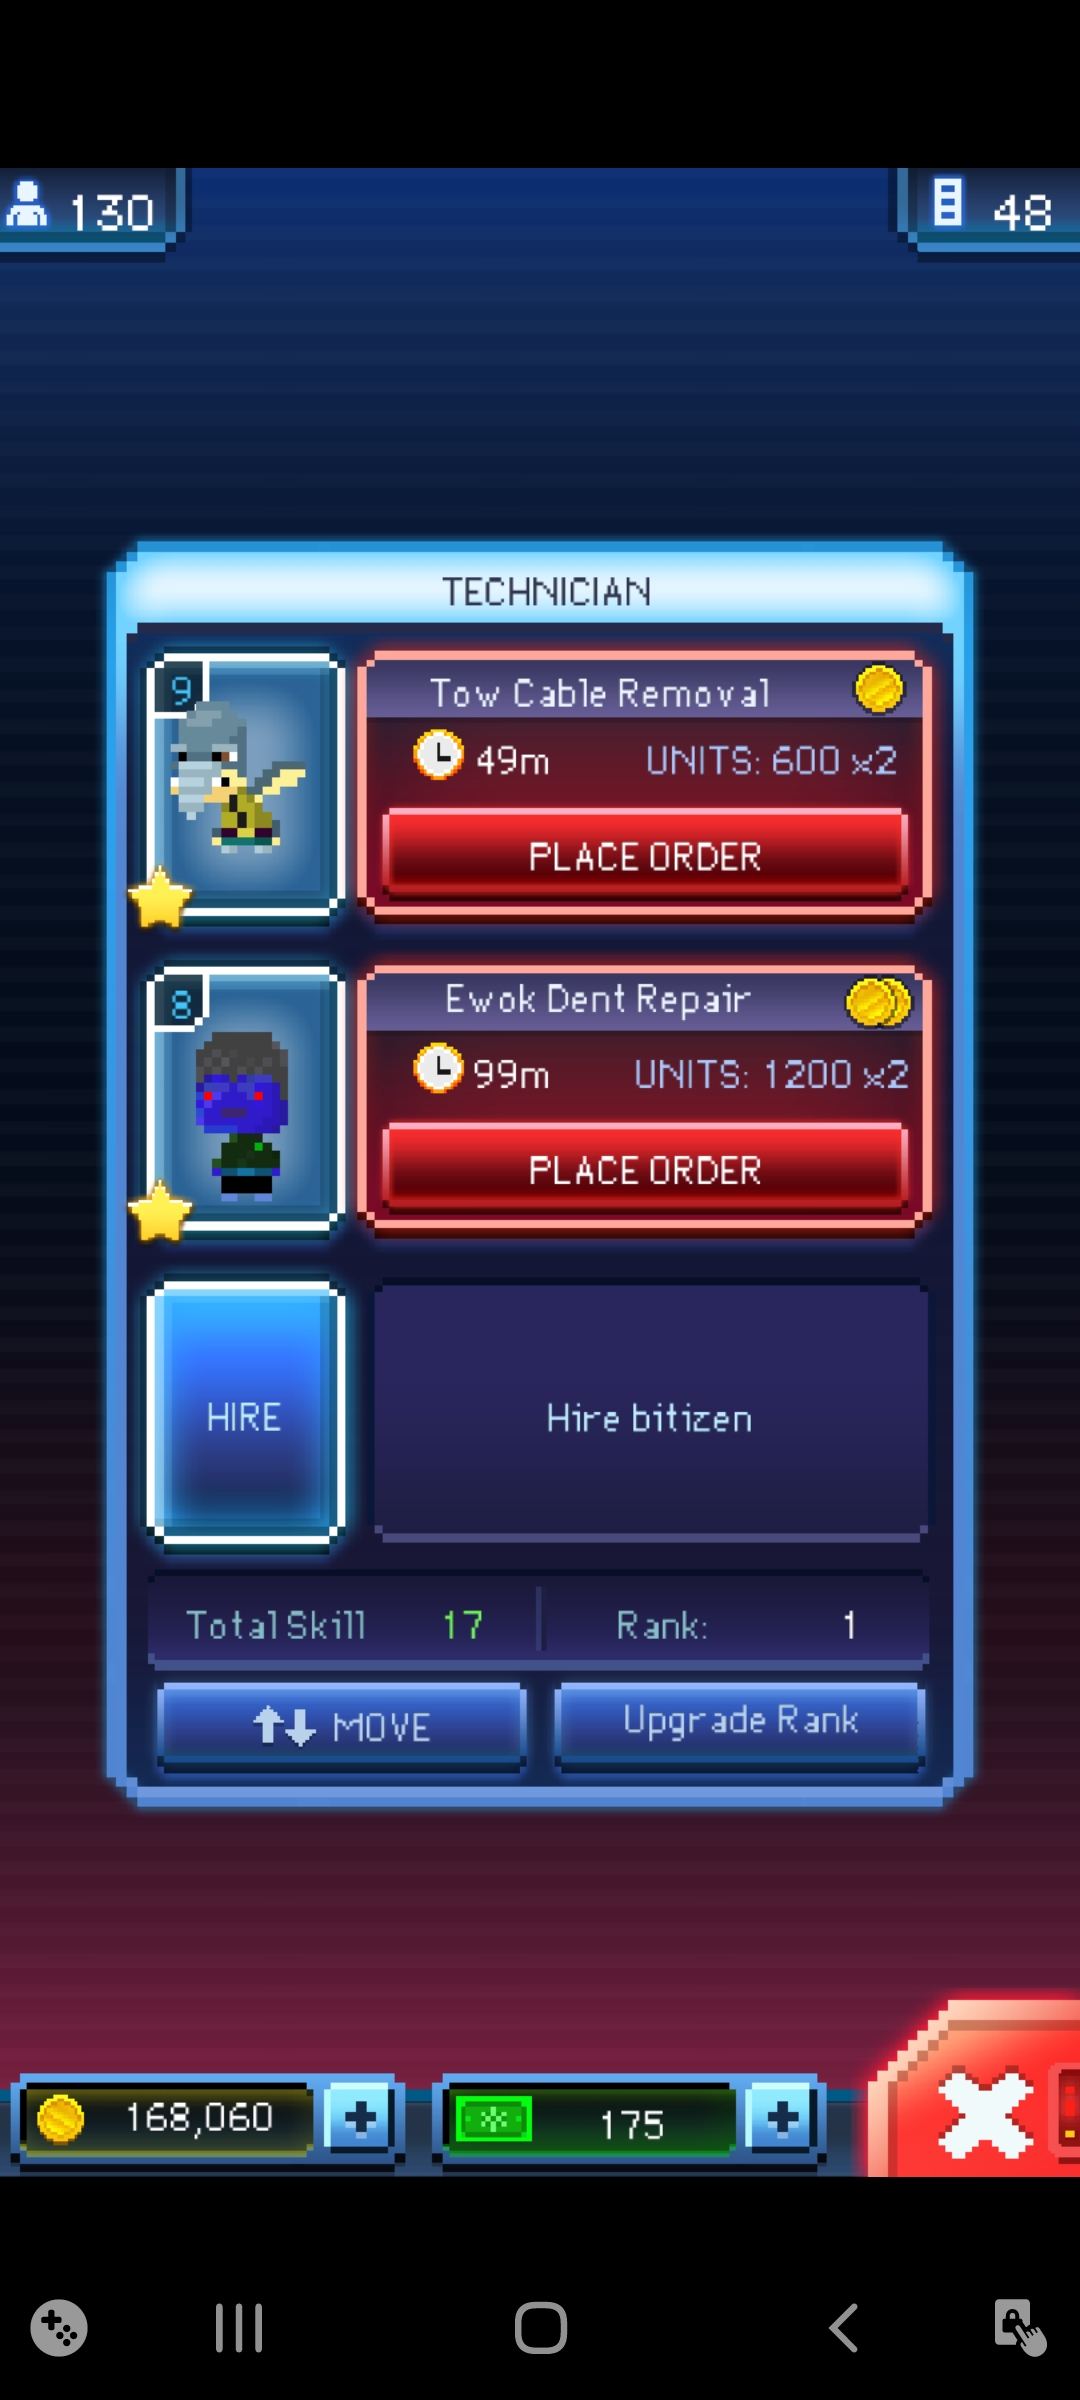 130
48
TECHNICIAN
9
Tow Cable Removal
49m
UNITS: 600 x2
PLACE ORDER
8
Ewok Dent Repair
99m
UNITS: 1200 x2
PLACE ORDER
HIRE
Hire bitizen
Total Skill 17
Rank: 1
MOVE
Upgrade Rank
168,060
175